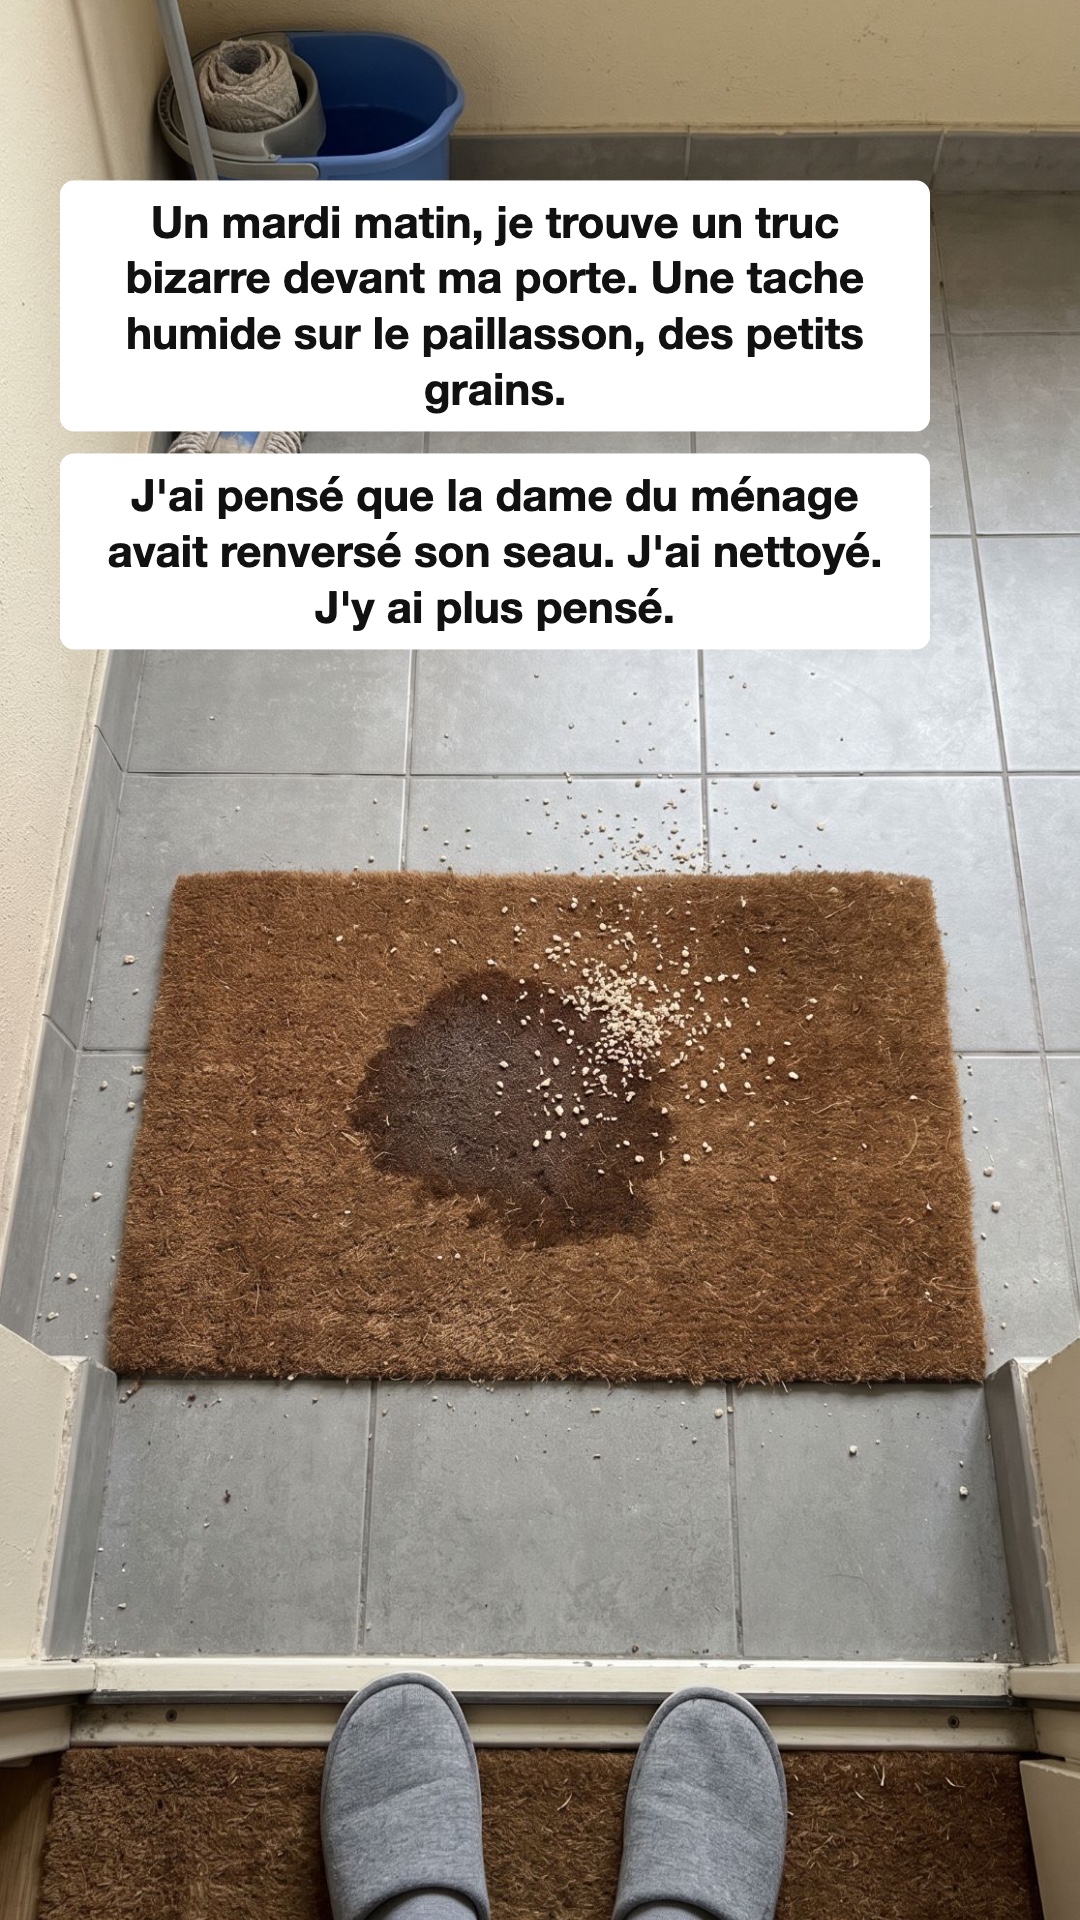 Un mardi matin, je trouve un truc
bizarre devant ma porte. Une tache
humide sur le paillasson, des petits
grains.
J'ai pensé que la dame du ménage
avait renversé son seau. J'ai nettoyé.
J'y ai plus pensé.